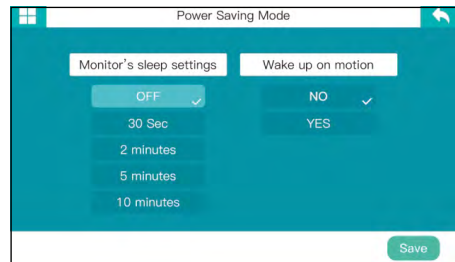 Power Saving Mode
Monitor's sleep settings
Wake up on motion
OFF
NO
30 Sec
YES
2 minutes
5 minutes
10 minutes
Save